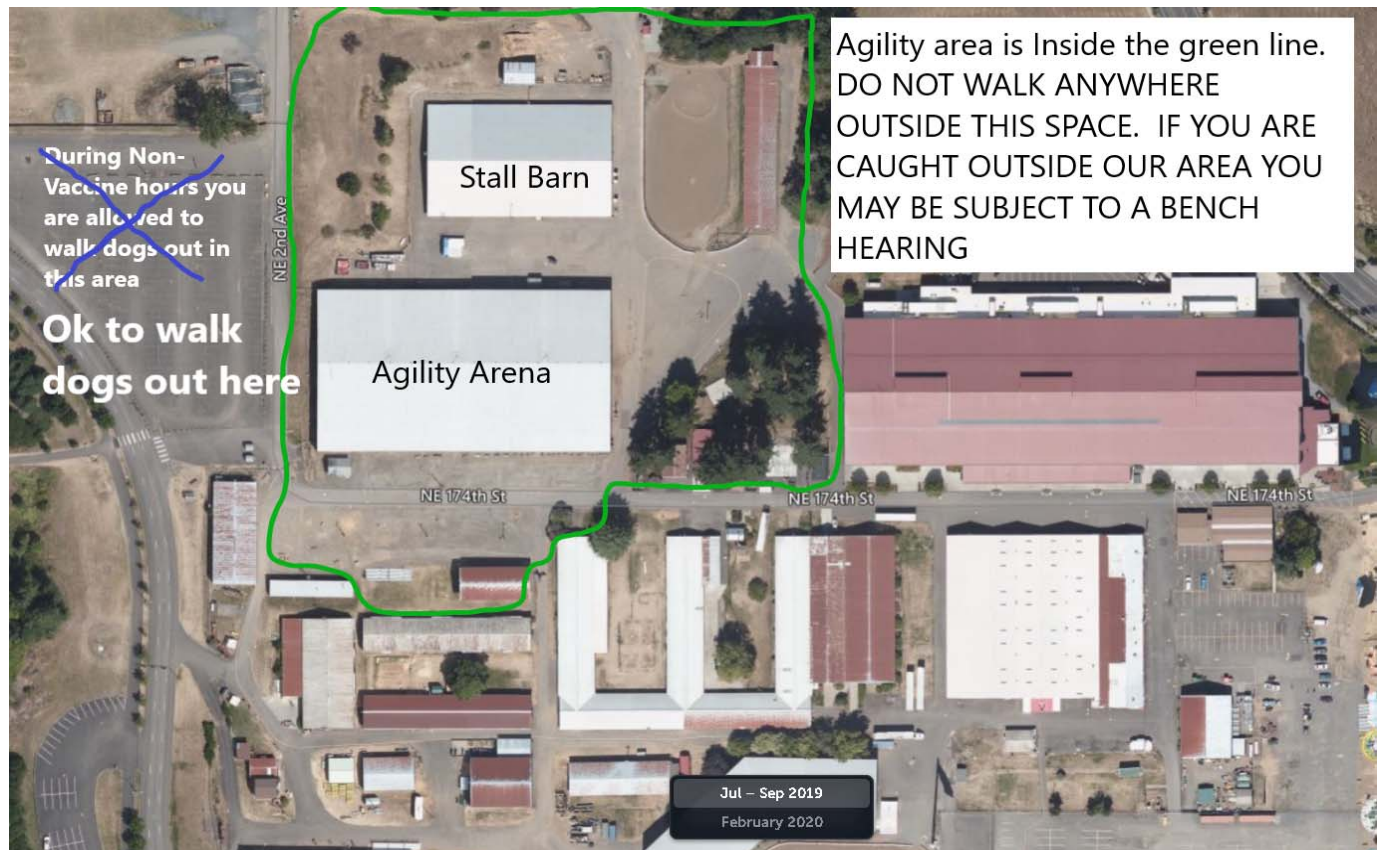 Agility area is Inside the green line.
DO NOT WALK ANYWHERE
OUTSIDE THIS SPACE.  IF YOU ARE
CAUGHT OUTSIDE OUR AREA YOU
MAY BE SUBJECT TO A BENCH
HEARING
During Non-
Vaccine hours you
are allowed to
walk dogs out in
this area
Ok to walk
dogs out here
NE 2nd Ave
Stall Barn
Agility Arena
NE 174th St
NE 174th St
NE 174th St
Jul – Sep 2019
February 2020